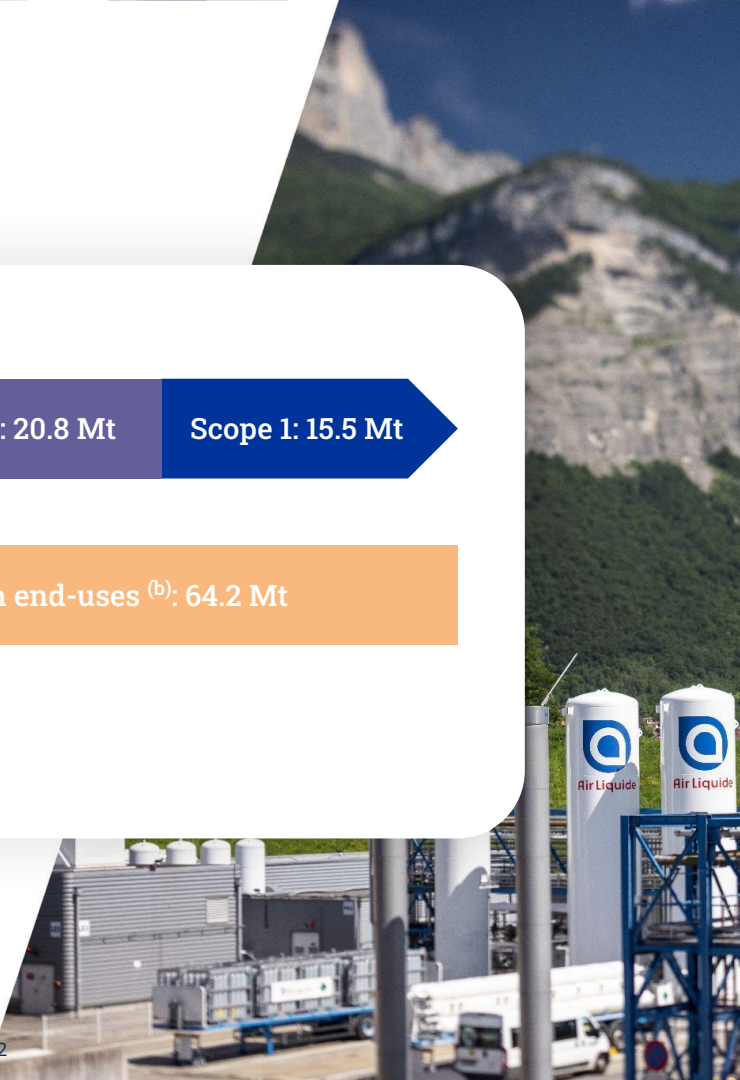 : 20.8 Mt
Scope 1: 15.5 Mt
end-uses (b): 64.2 Mt
Air Liquide
Air Liquide
2